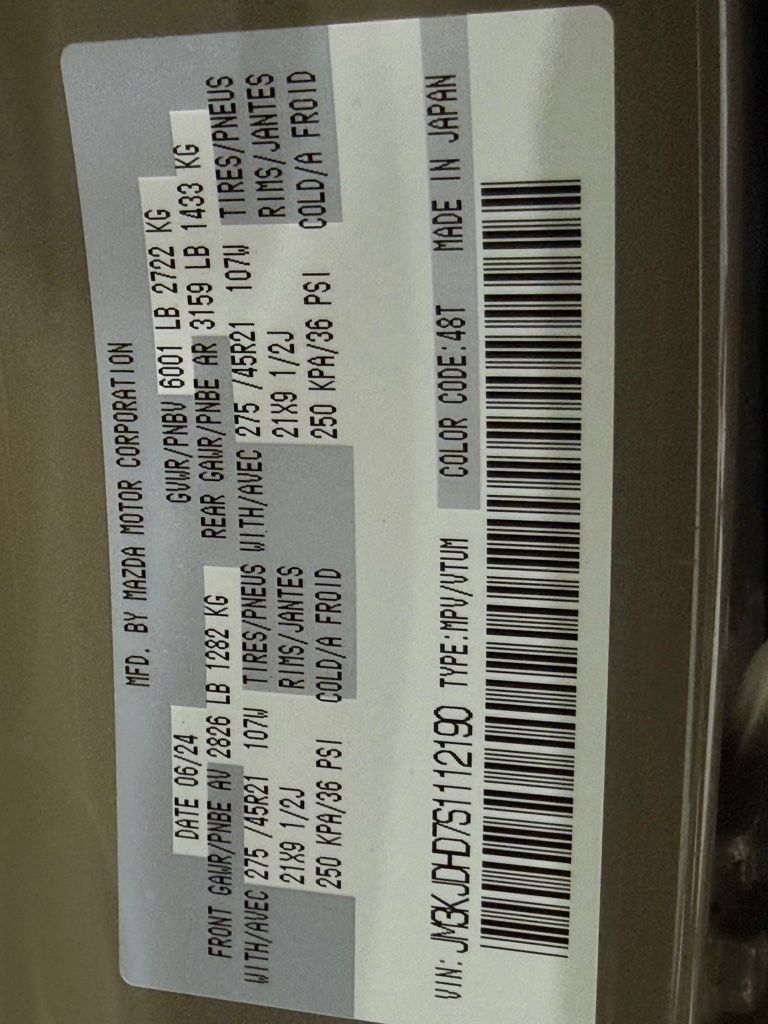 MFD. BY MAZDA MOTOR CORPORATION
DATE 06/24 GVWR/PNBV 6001 LB 2722 KG
FRONT GAWR/PNBE AV 2826 LB 1282 KG REAR GAWR/PNBE AR 3159 LB 1433 KG
WITH/AVEC 275 /45R21 107W TIRES/PNEUS WITH/AVEC 275 /45R21 107W TIRES/PNEUS
21X9 1/2J RIMS/JANTES 21X9 1/2J RIMS/JANTES
250 KPA/36 PSI COLD/A FROID 250 KPA/36 PSI COLD/A FROID
VIN: JM3KJDHD7S1112190 TYPE:MPV/VTUM COLOR CODE:48T MADE IN JAPAN